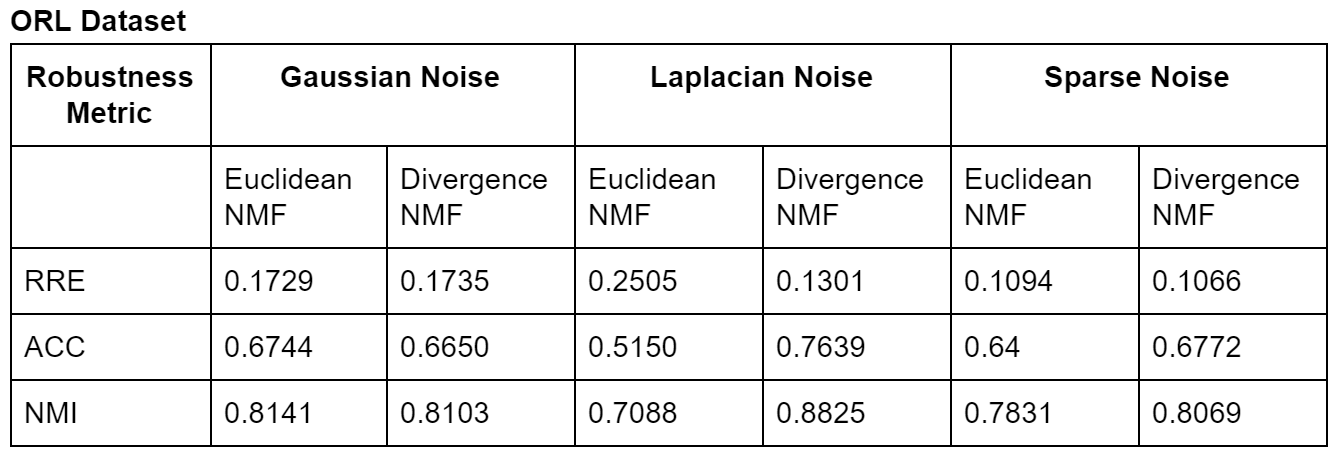 ORL Dataset
Robustness Metric Gaussian Noise Laplacian Noise Sparse Noise
Euclidean NMF Divergence NMF Euclidean NMF Divergence NMF Euclidean NMF Divergence NMF
RRE 0.1729 0.1735 0.2505 0.1301 0.1094 0.1066
ACC 0.6744 0.6650 0.5150 0.7639 0.64 0.6772
NMI 0.8141 0.8103 0.7088 0.8825 0.7831 0.8069